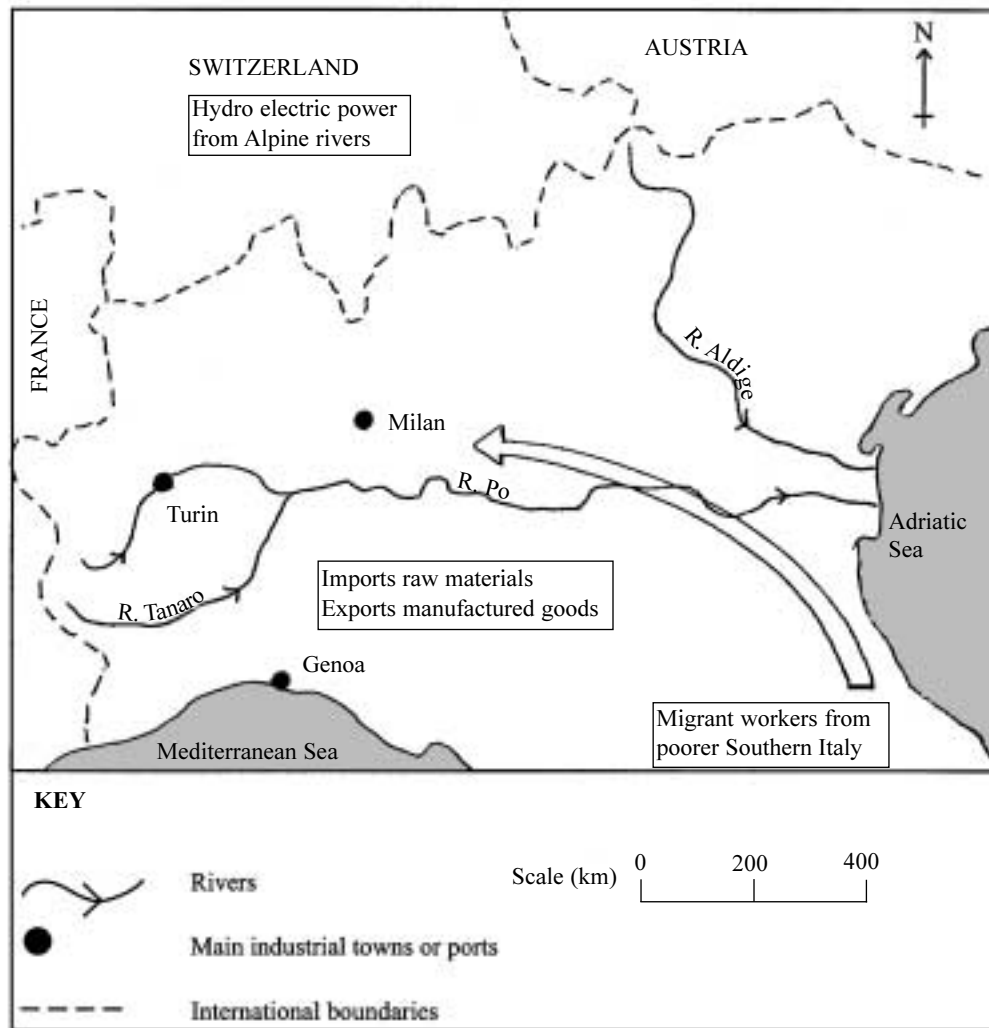 AUSTRIA
N
SWITZERLAND
Hydro electric power
from Alpine rivers
FRANCE
R. Aldige
Milan
R. Po
Turin
Adriatic
Sea
Imports raw materials
Exports manufactured goods
R. Tanaro
Genoa
Migrant workers from
poorer Southern Italy
Mediterranean Sea
KEY
Rivers
Scale (km)
0
200
400
Main industrial towns or ports
International boundaries